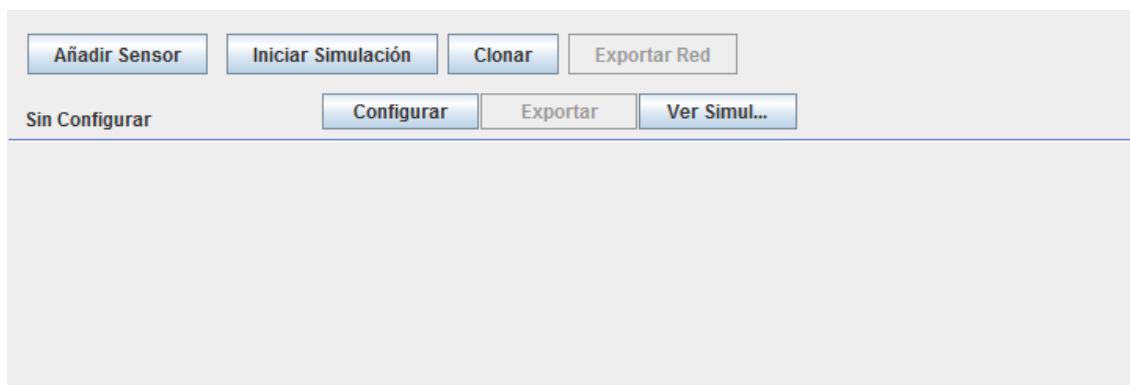 Añadir Sensor Iniciar Simulación Clonar Exportar Red
Sin Configurar Configurar Exportar Ver Simul...